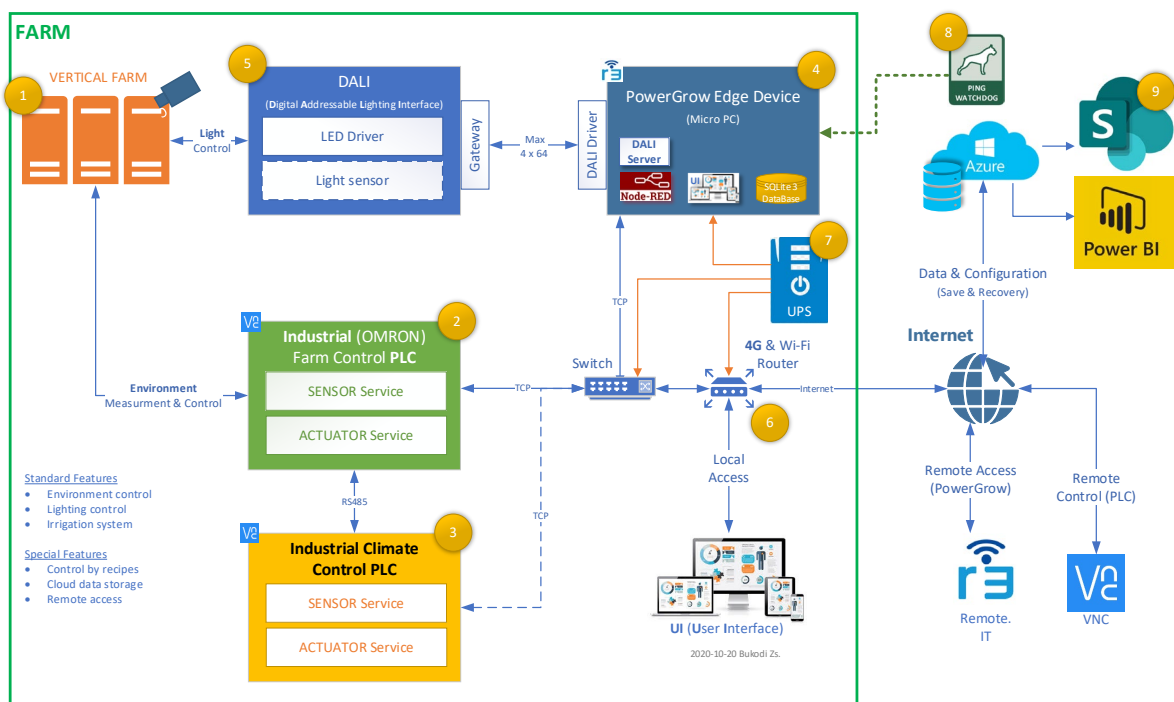 FARM
VERTICAL FARM
1
Light
Control
5
DALI
(Digital Addressable Lighting Interface)
LED Driver
Light sensor
Gateway
Max
4 x 64
DALI Driver
r3
4
PowerGrow Edge Device
(Micro PC)
DALI
Server
Node-RED
UI
SQLite 3
DataBase
8
PING
WATCHDOG
9
S
Azure
Power BI
7
UPS
TCP
Data & Configuration
(Save & Recovery)
Internet
2
Industrial (OMRON)
Farm Control PLC
SENSOR Service
ACTUATOR Service
Environment
Measurment & Control
TCP
Switch
4G & Wi-Fi
Router
Internet
6
Local
Access
RS485
TCP
3
Industrial Climate
Control PLC
SENSOR Service
ACTUATOR Service
Standard Features
• Environment control
• Lighting control
• Irrigation system
Special Features
• Control by recipes
• Cloud data storage
• Remote access
UI (User Interface)
2020-10-20 Bukodi Zs.
Remote Access
(PowerGrow)
r3
Remote.
IT
Remote
Control (PLC)
VNC
VNC